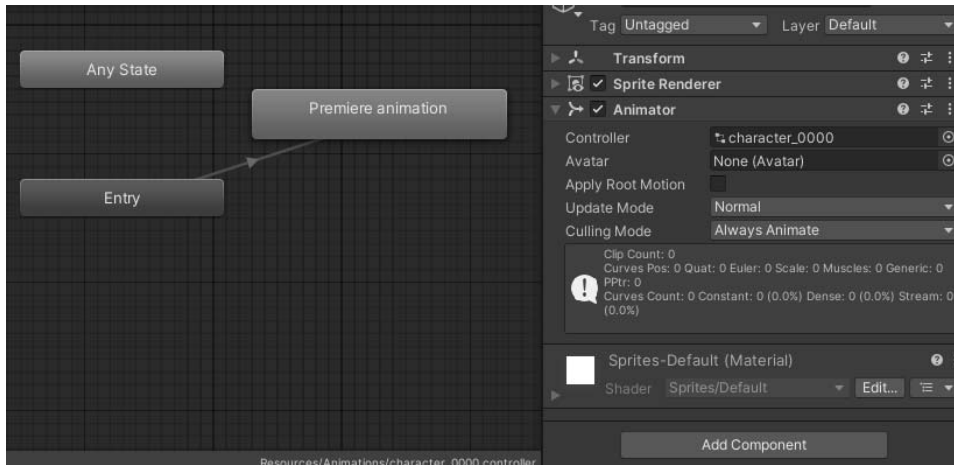 Any State
Premiere animation
Entry
Resources/Animations/character_0000.controller
Tag Untagged Layer Default
Transform
Sprite Renderer
Animator
Controller character_0000
Avatar None (Avatar)
Apply Root Motion
Update Mode Normal
Culling Mode Always Animate
Clip Count: 0
Curves Pos: 0 Quat: 0 Euler: 0 Scale: 0 Muscles: 0 Generic: 0
PPtr: 0
Curves Count: 0 Constant: 0 (0.0%) Dense: 0 (0.0%) Stream: 0
(0.0%)
Sprites-Default (Material)
Shader Sprites/Default Edit...
Add Component